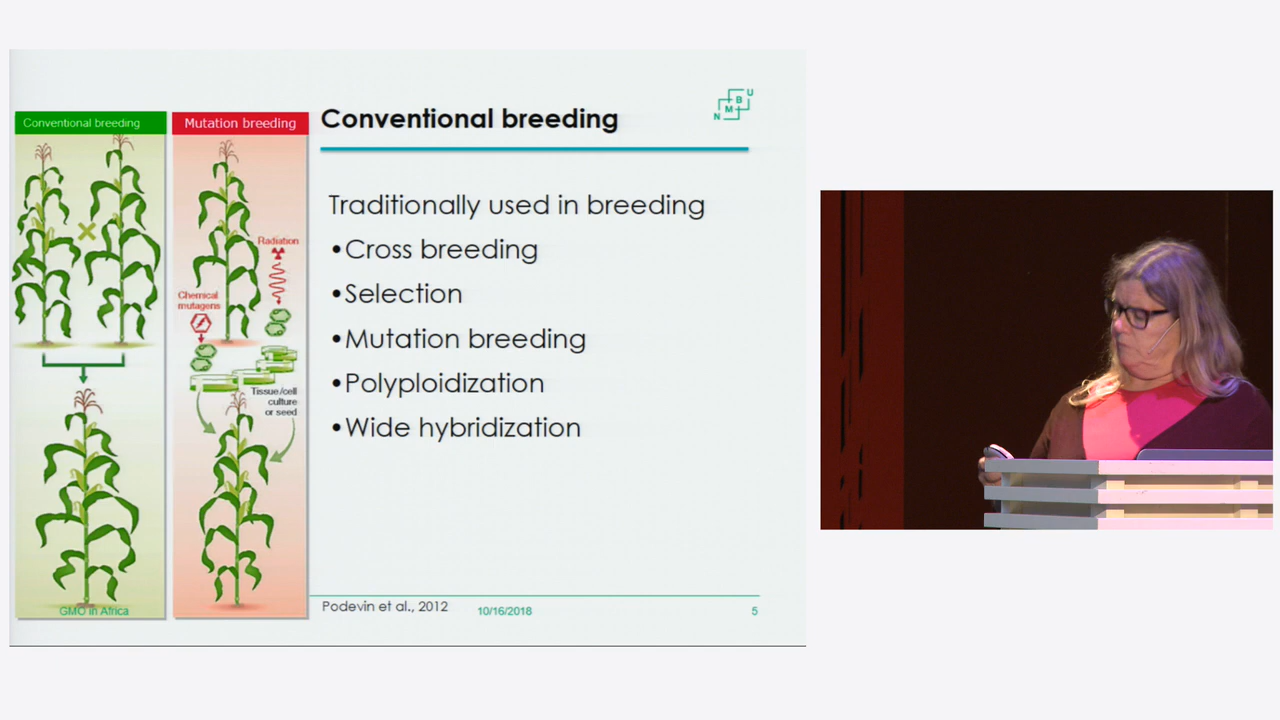 Conventional breeding
Mutation breeding
Radiation
Chemical
mutagens
Tissue/cell
culture
or seed
GMO in Africa
Conventional breeding
N M B U
Traditionally used in breeding
•Cross breeding
•Selection
•Mutation breeding
•Polyploidization
•Wide hybridization
Podevin et al., 2012
10/16/2018
5